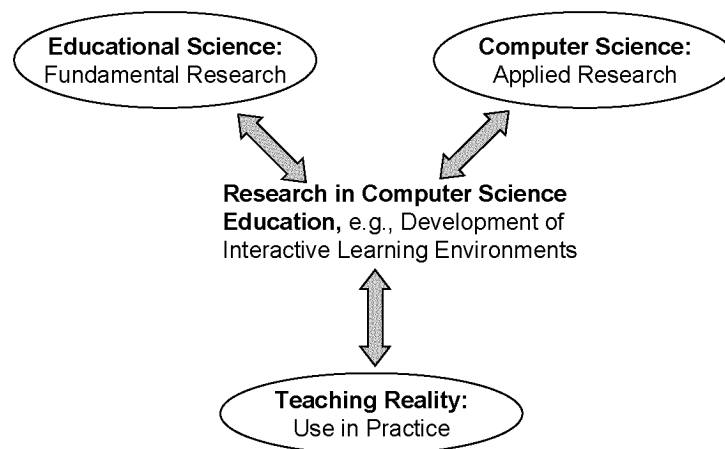 Educational Science:
Fundamental Research
Computer Science:
Applied Research
Research in Computer Science
Education, e.g., Development of
Interactive Learning Environments
Teaching Reality:
Use in Practice